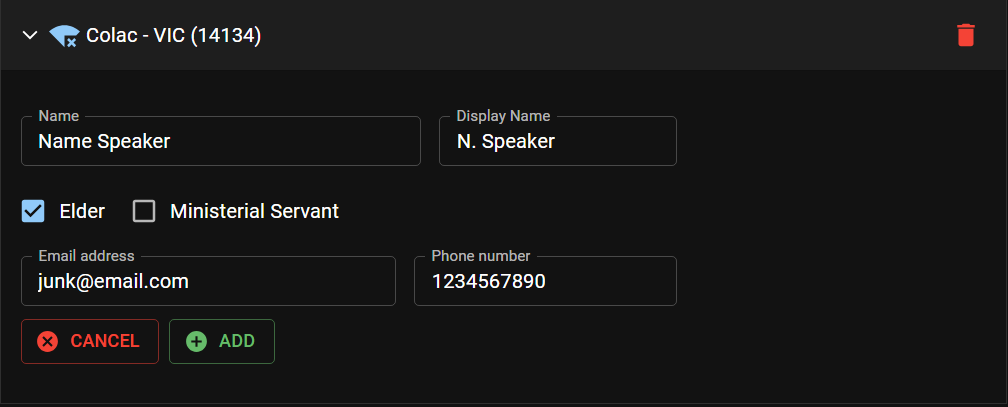 Colac - VIC (14134)
Name Display Name
Name Speaker N. Speaker
Elder Ministerial Servant
Email address Phone number
junk@email.com 1234567890
CANCEL ADD